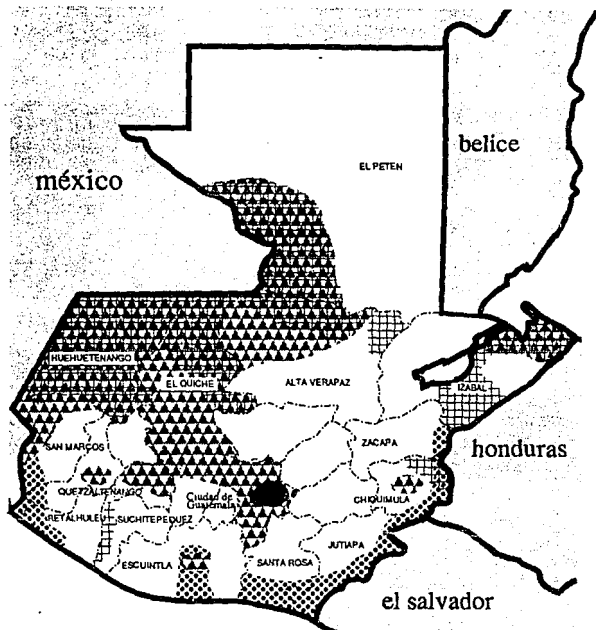 belice
EL PETEN
méxico
HUEHUETENANGO
EL QUICHE
ALTA VERAPAZ
IZABAL
SAN MARCOS
ZACAPA
honduras
QUEZALTENANGO
Ciudad de
Guatemala
CHIQUIMULA
RETALHULEU
SUCHITEPEQUEZ
JUTIAPA
ESCUINTLA
SANTA ROSA
el salvador